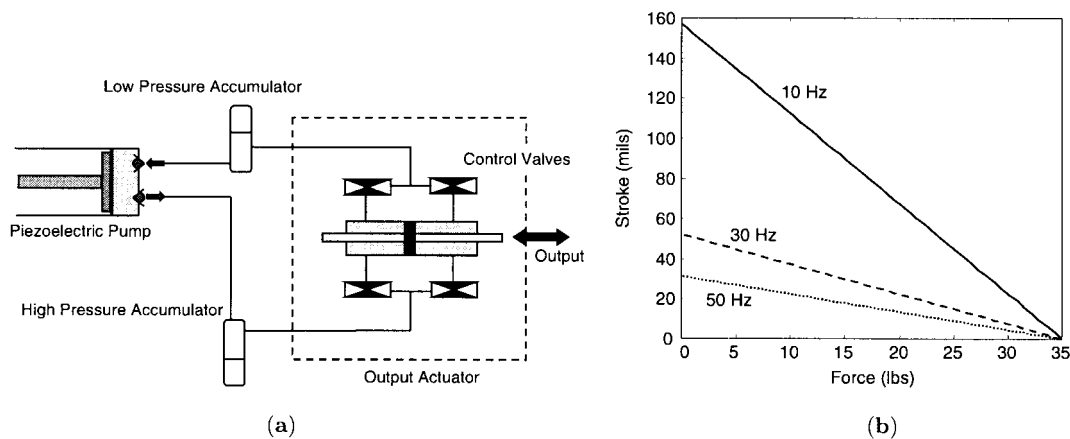 Low Pressure Accumulator
Control Valves
Piezoelectric Pump
Output
High Pressure Accumulator
Output Actuator
(a)
160
140
120
100
80
60
40
20
0
Stroke (mils)
10 Hz
30 Hz
50 Hz
0 5 10 15 20 25 30 35
Force (lbs)
(b)